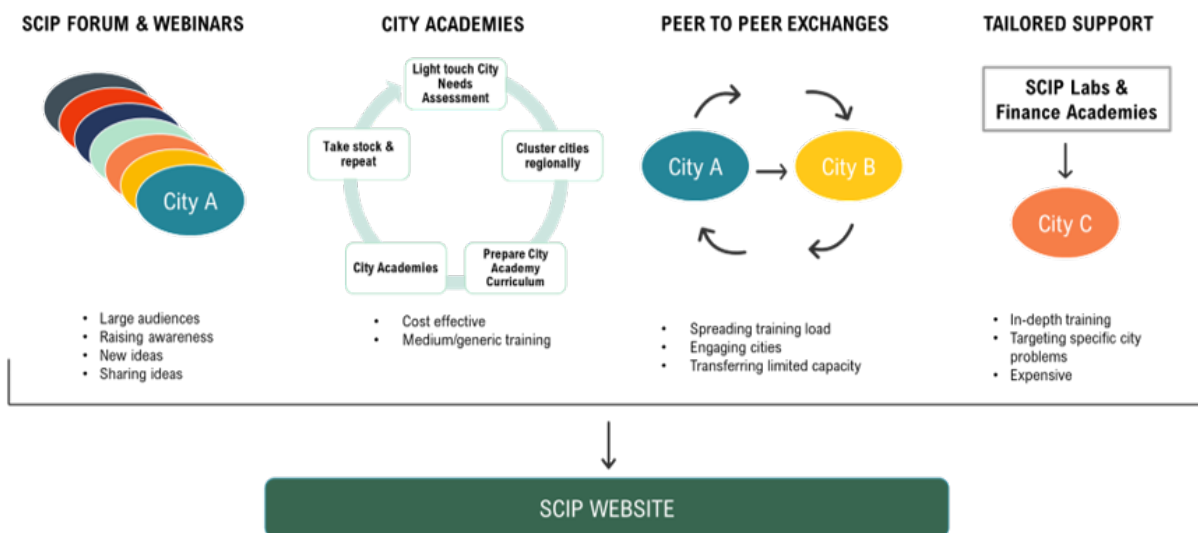 SCIP FORUM & WEBINARS
City A
• Large audiences
• Raising awareness
• New ideas
• Sharing ideas
CITY ACADEMIES
Light touch City
Needs
Assessment
Cluster cities
regionally
Prepare City
Academy
Curriculum
City Academies
Take stock &
repeat
• Cost effective
• Medium/generic training
PEER TO PEER EXCHANGES
City A
City B
• Spreading training load
• Engaging cities
• Transferring limited capacity
TAILORED SUPPORT
SCIP Labs &
Finance Academies
City C
• In-depth training
• Targeting specific city
problems
• Expensive
SCIP WEBSITE